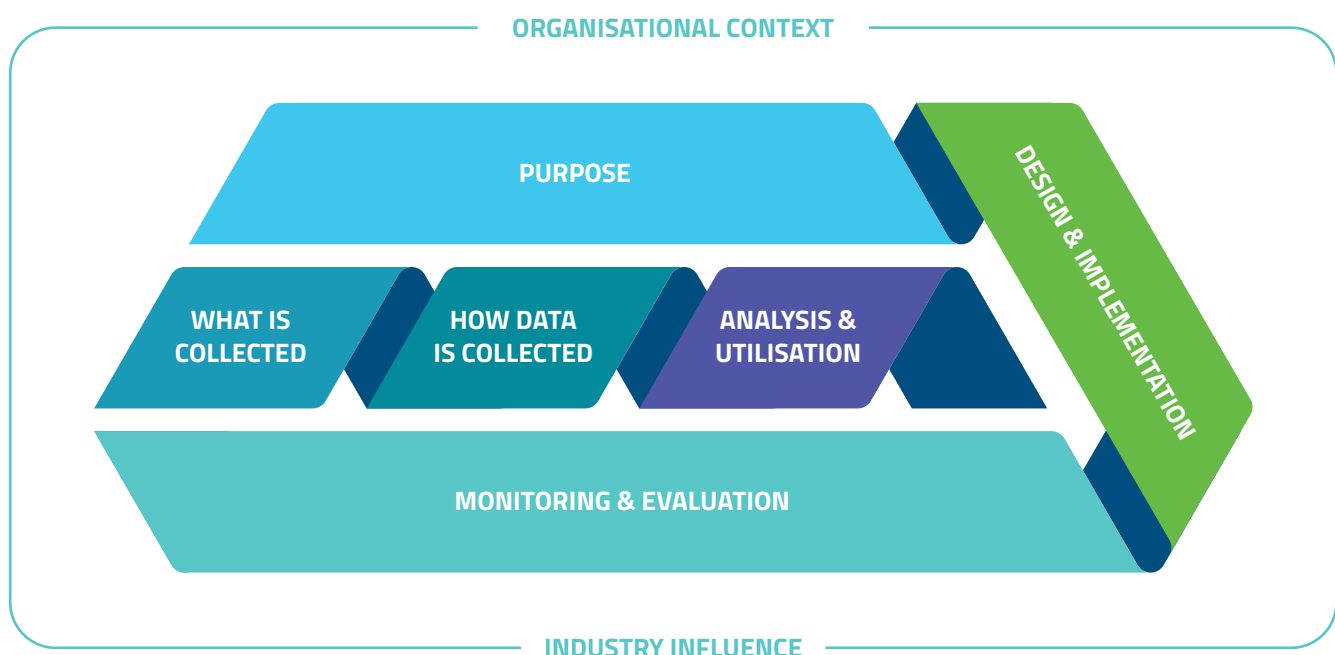 ORGANISATIONAL CONTEXT
PURPOSE
DESIGN & IMPLEMENTATION
WHAT IS
COLLECTED
HOW DATA
IS COLLECTED
ANALYSIS &
UTILISATION
MONITORING & EVALUATION
INDUSTRY INFLUENCE